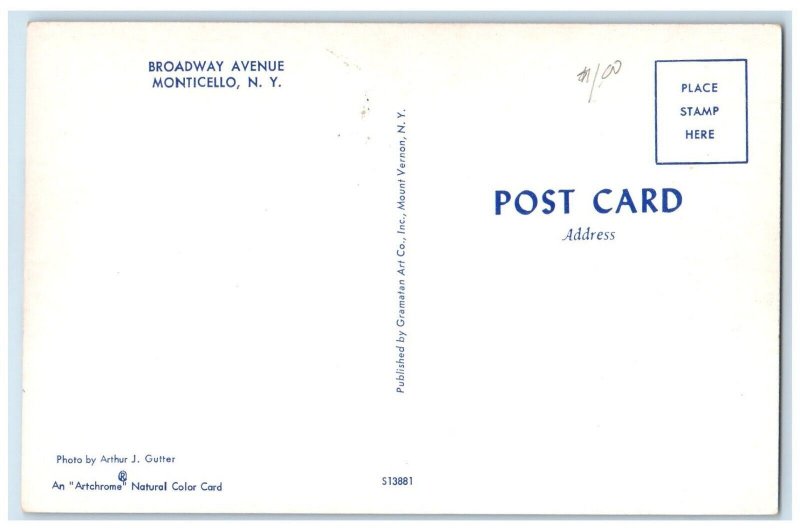 BROADWAY AVENUE
MONTICELLO, N. Y.
$1/00
PLACE
STAMP
HERE
Published by Gramatan Art Co., Inc., Mount Vernon, N. Y.
POST CARD
Address
Photo by Arthur J. Gutter
An "Artchrome"® Natural Color Card
S13881